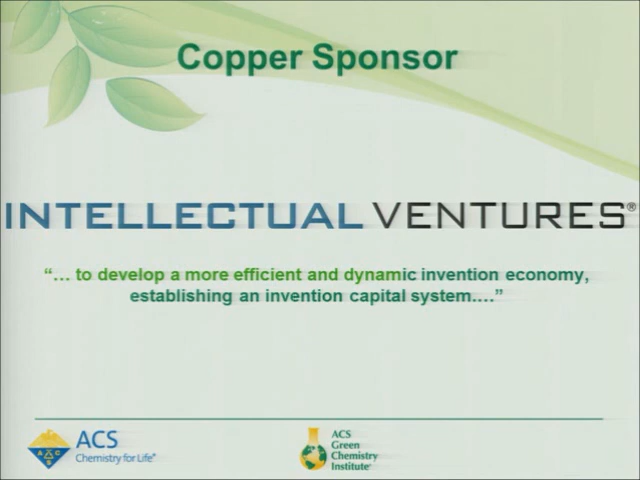 Copper Sponsor
INTELLECTUAL VENTURES®
“... to develop a more efficient and dynamic invention economy,
establishing an invention capital system....”
ACS
Chemistry for Life®
ACS
Green
Chemistry
Institute®